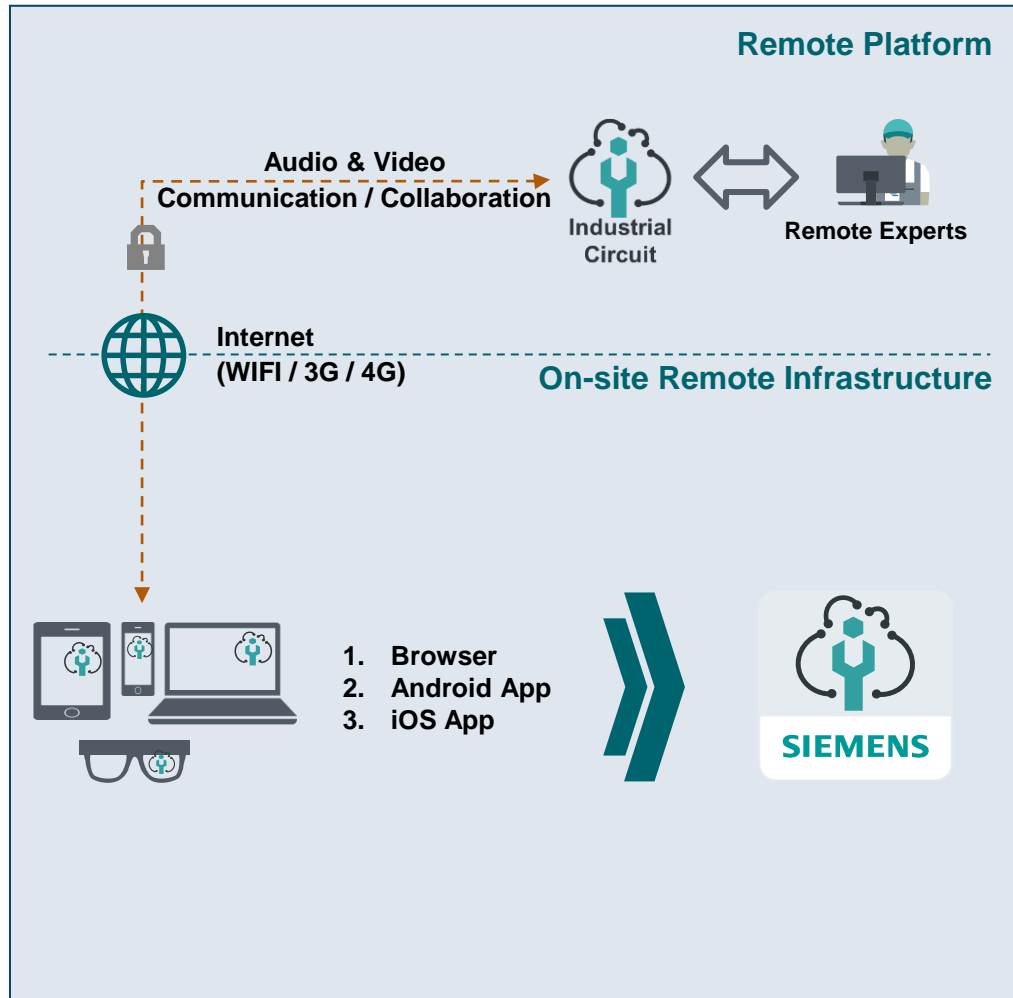 Remote Platform
Audio & Video
Communication / Collaboration
Industrial
Circuit
Remote Experts
Internet
(WIFI / 3G / 4G)
On-site Remote Infrastructure
1. Browser
2. Android App
3. iOS App
SIEMENS